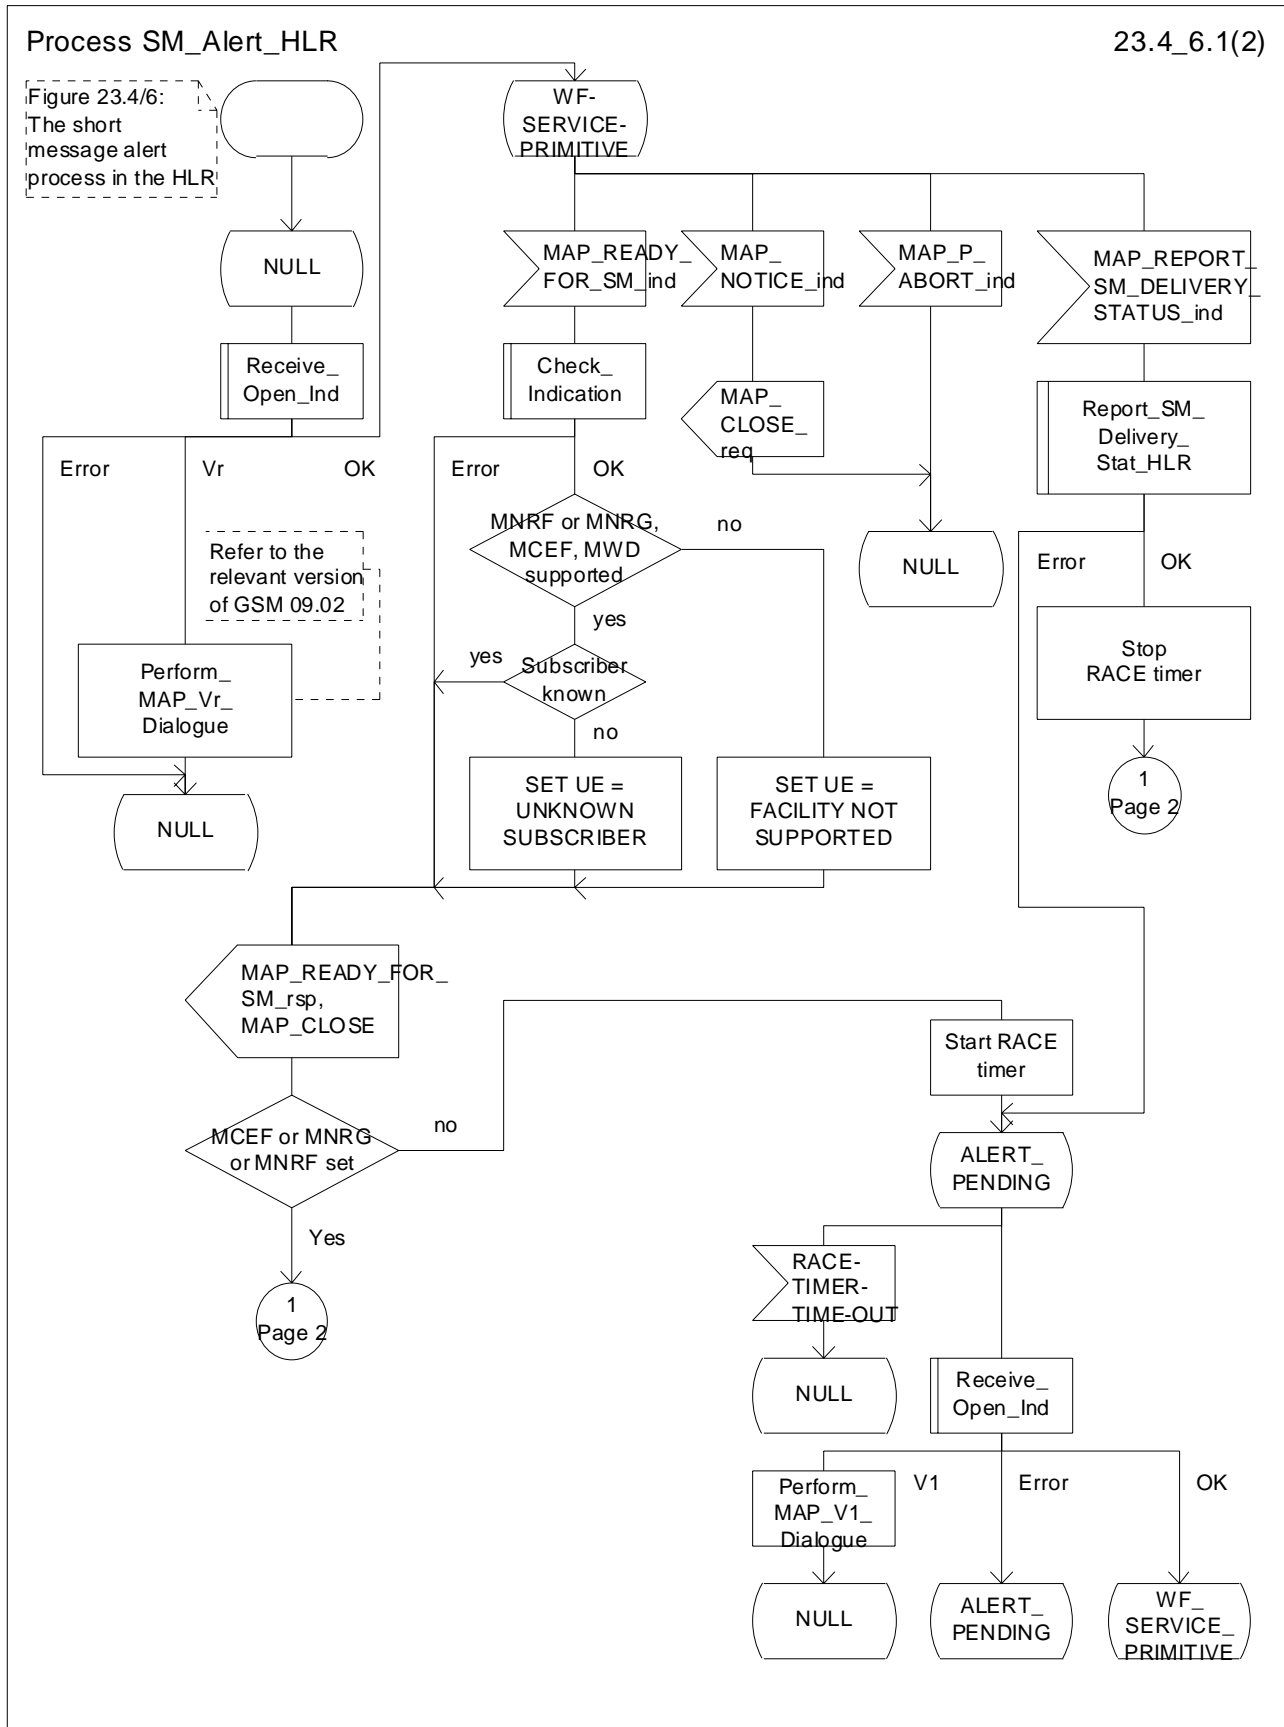 Process SM_Alert_HLR
23.4_6.1(2)
Figure 23.4/6:
The short
message alert
process in the HLR
WF-
SERVICE-
PRIMITIVE
NULL
MAP_READY_
FOR_SM_ind
MAP_
NOTICE_ind
MAP_P_
ABORT_ind
MAP_REPORT_
SM_DELIVERY_
STATUS_ind
Receive_
Open_Ind
Check_
Indication
MAP_
CLOSE_
req
Report_SM_
Delivery_
Stat_HLR
Error
Vr
OK
Error
OK
MNRF or MNRG,
MCEF, MWD
supported
no
NULL
Error
OK
Refer to the
relevant version
of GSM 09.02
yes
Perform_
MAP_Vr_
Dialogue
yes
Subscriber
known
no
Stop
RACE timer
SET UE =
UNKNOWN
SUBSCRIBER
SET UE =
FACILITY NOT
SUPPORTED
1
Page 2
NULL
MAP_READY_FOR_
SM_rsp,
MAP_CLOSE
Start RACE
timer
MCEF or MNRG
or MNRF set
no
ALERT_
PENDING
Yes
RACE-
TIMER-
TIME-OUT
1
Page 2
NULL
Receive_
Open_Ind
Perform_
MAP_V1_
Dialogue
V1
Error
OK
NULL
ALERT_
PENDING
WF_
SERVICE_
PRIMITIVE